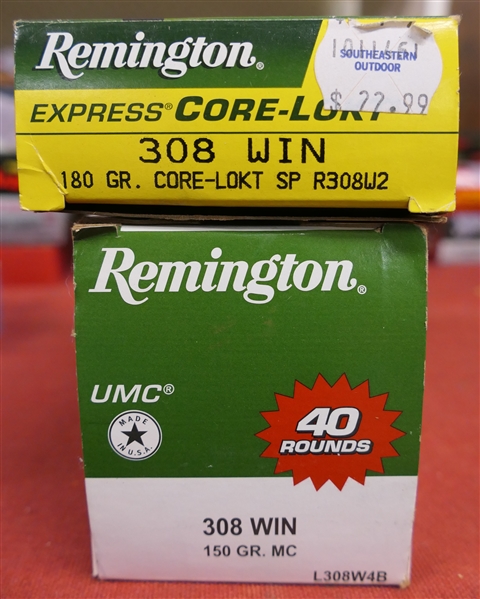 Remington®
1011461
SOUTHEASTERN
OUTDOOR
$ 22.99
EXPRESS® CORE-LOKT
308 WIN
180 GR. CORE-LOKT SP R308W2
Remington®
UMC®
MADE
IN U.S.A.
40
ROUNDS
308 WIN
150 GR. MC
L308W4B